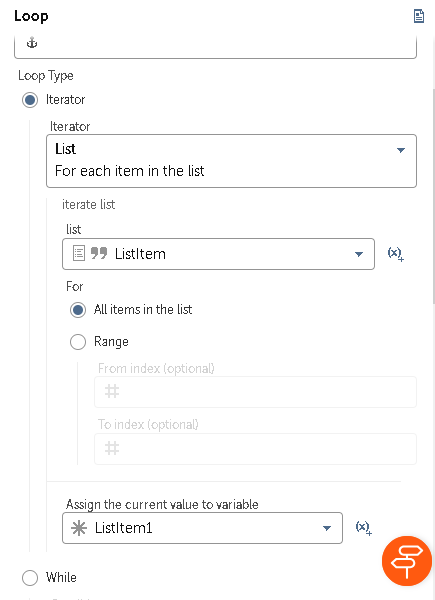 Loop
Loop Type
Iterator
Iterator
List
For each item in the list
iterate list
list
ListItem
(x)+
For
All items in the list
Range
From index (optional)
#
To index (optional)
#
Assign the current value to variable
ListItem1
(x)+
While